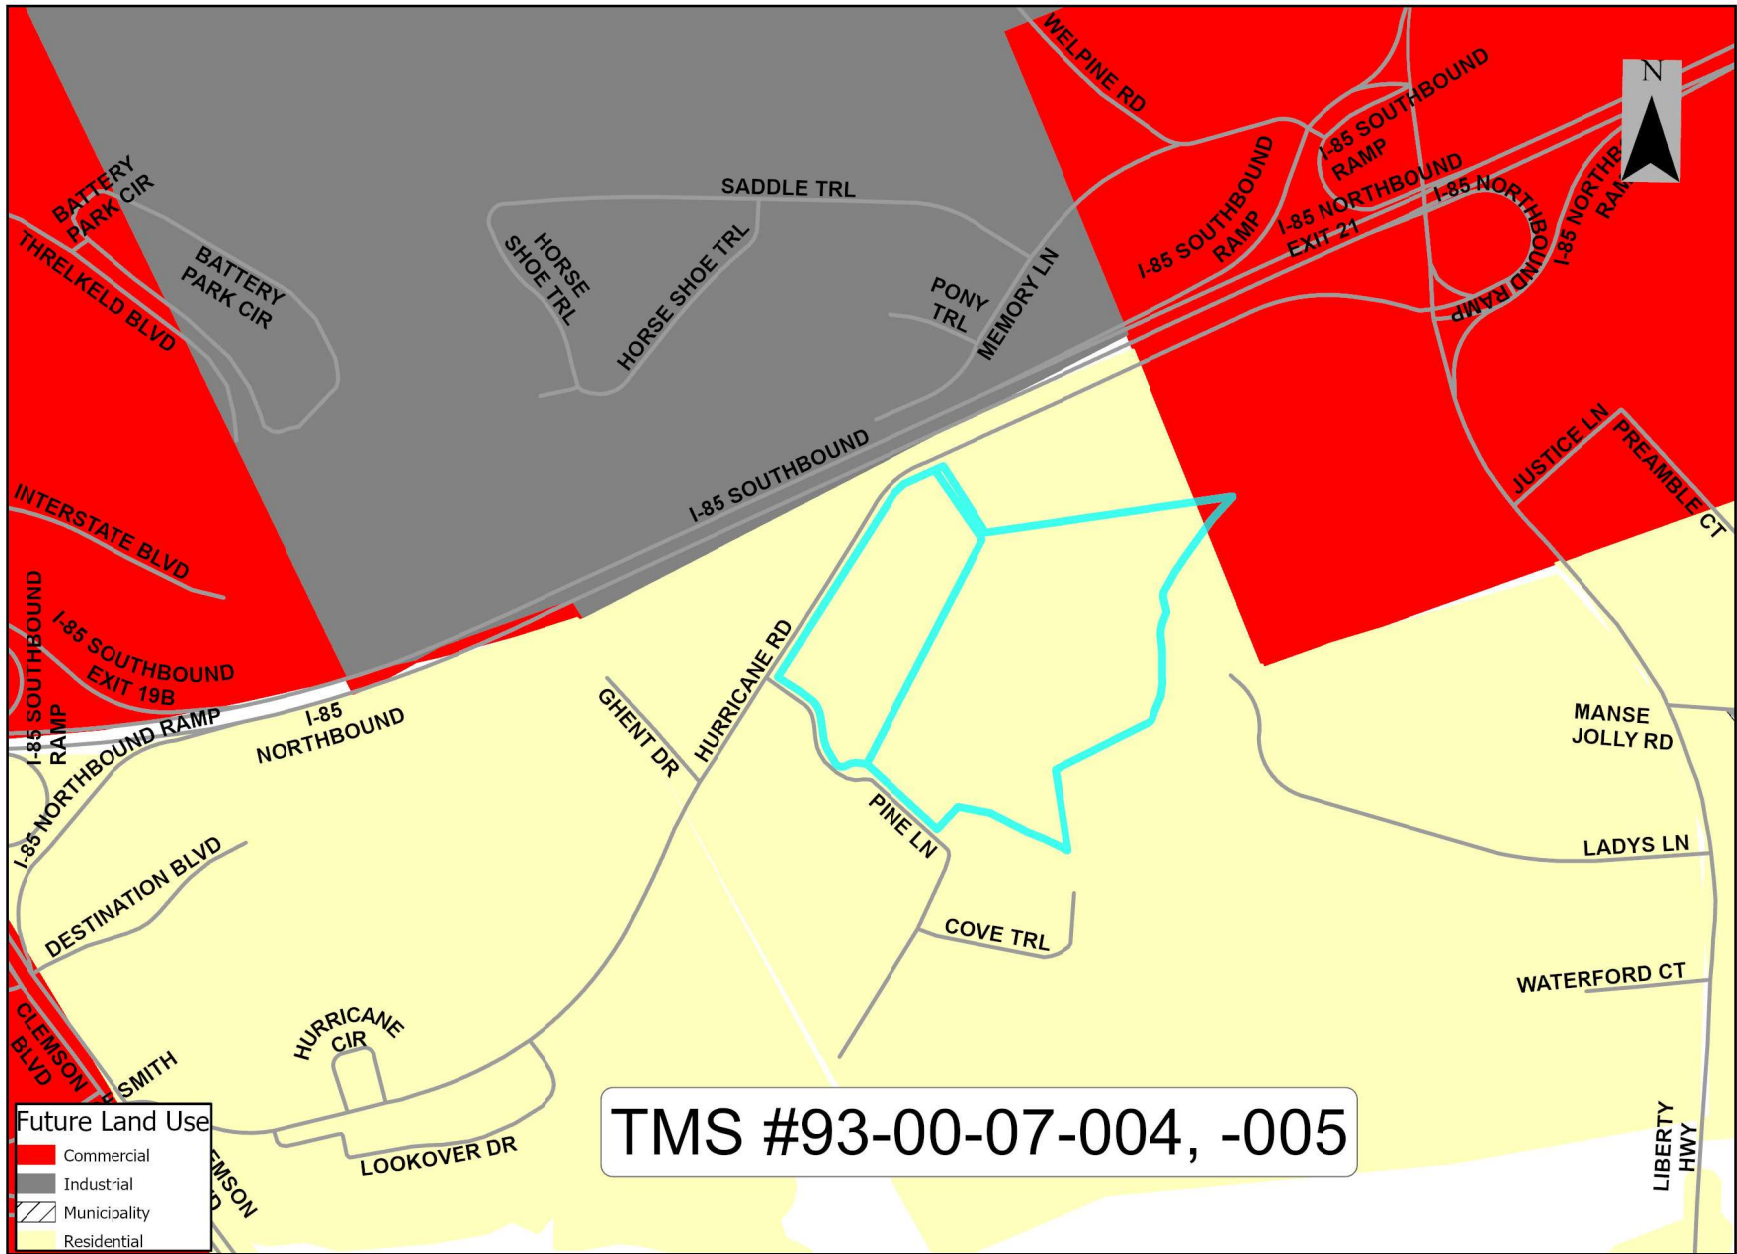 WELPINE RD
N
I-85 SOUTHBOUND
RAMP
I-85 NORTHBOUND
EXIT 21
I-85 SOUTHBOUND
RAMP
I-85 NORTHBOUND RAMP
I-85 NORTHB
RAM
BATTERY
PARK CIR
SADDLE TRL
THRELKELD BLVD
BATTERY
PARK CIR
HORSE
SHOE TRL
HORSE SHOE TRL
PONY
TRL
MEMORY LN
JUSTICE LN
PREAMBLE CT
I-85 SOUTHBOUND
INTERSTATE BLVD
I-85 SOUTHBOUND
RAMP
I-85 SOUTHBOUND
EXIT 19B
I-85 NORTHBOUND RAMP
I-85
NORTHBOUND
GHENT DR
HURRICANE RD
MANSE
JOLLY RD
PINE LN
LADYS LN
DESTINATION BLVD
COVE TRL
WATERFORD CT
CLEMSON
BLVD
HURRICANE
CIR
SMITH
LOOKOVER DR
TMS #93-00-07-004, -005
LIBERTY
HWY
EMSON
Future Land Use
Commercial
Industrial
Municipality
Residential